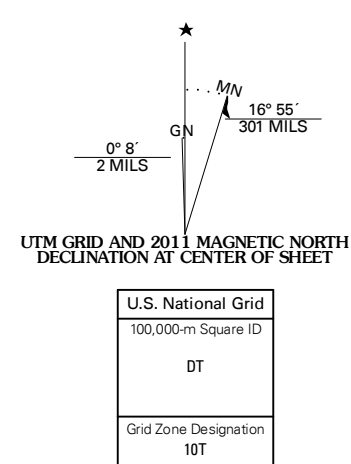 MN
16° 55´
301 MILS
GN
0° 8´
2 MILS
UTM GRID AND 2011 MAGNETIC NORTH
DECLINATION AT CENTER OF SHEET
U.S. National Grid
100,000-m Square ID
DT
Grid Zone Designation
10T